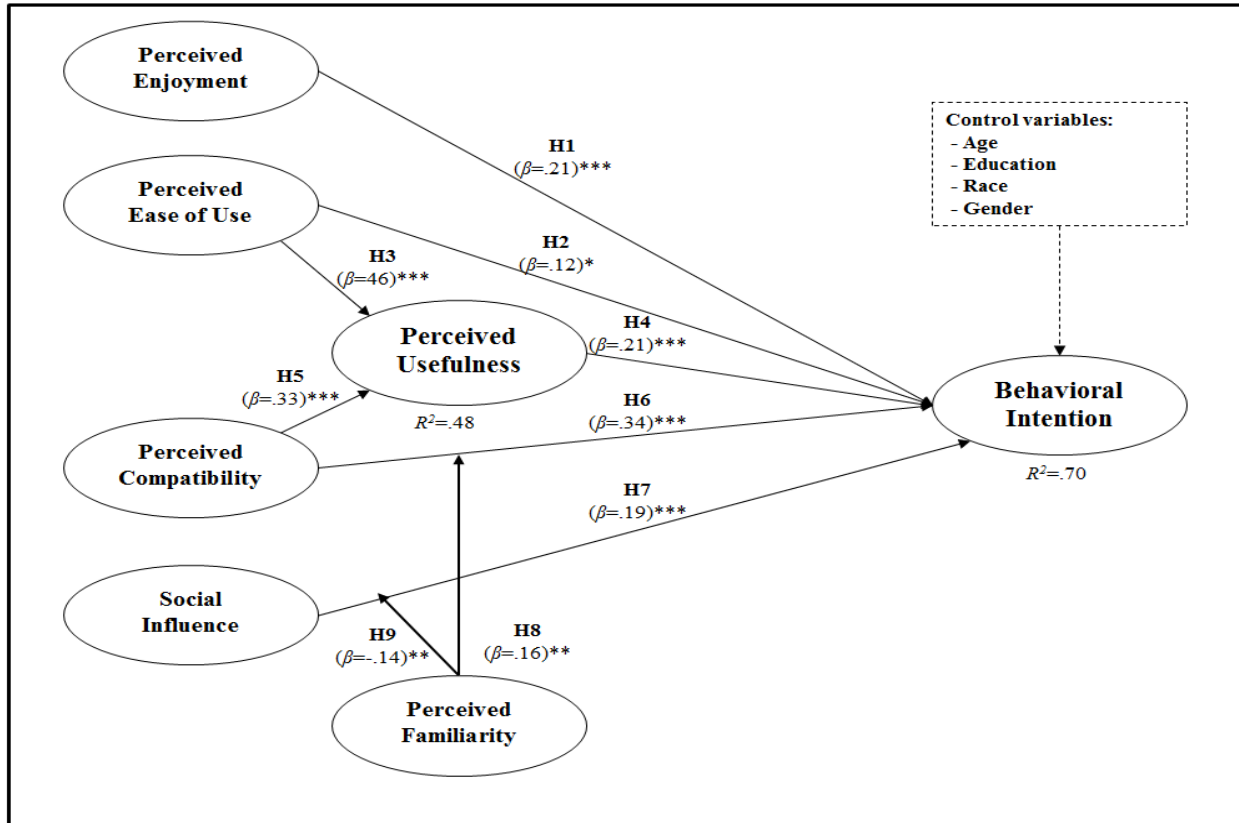 Perceived
Enjoyment
Control variables:
- Age
- Education
- Race
- Gender
H1
(β=.21)***
Perceived
Ease of Use
H2
(β=.12)*
H3
(β=46)***
Perceived
Usefulness
R²=.48
H4
(β=.21)***
H5
(β=.33)***
H6
(β=.34)***
Behavioral
Intention
R²=.70
Perceived
Compatibility
H7
(β=.19)***
Social
Influence
H9
(β=-.14)**
H8
(β=.16)**
Perceived
Familiarity